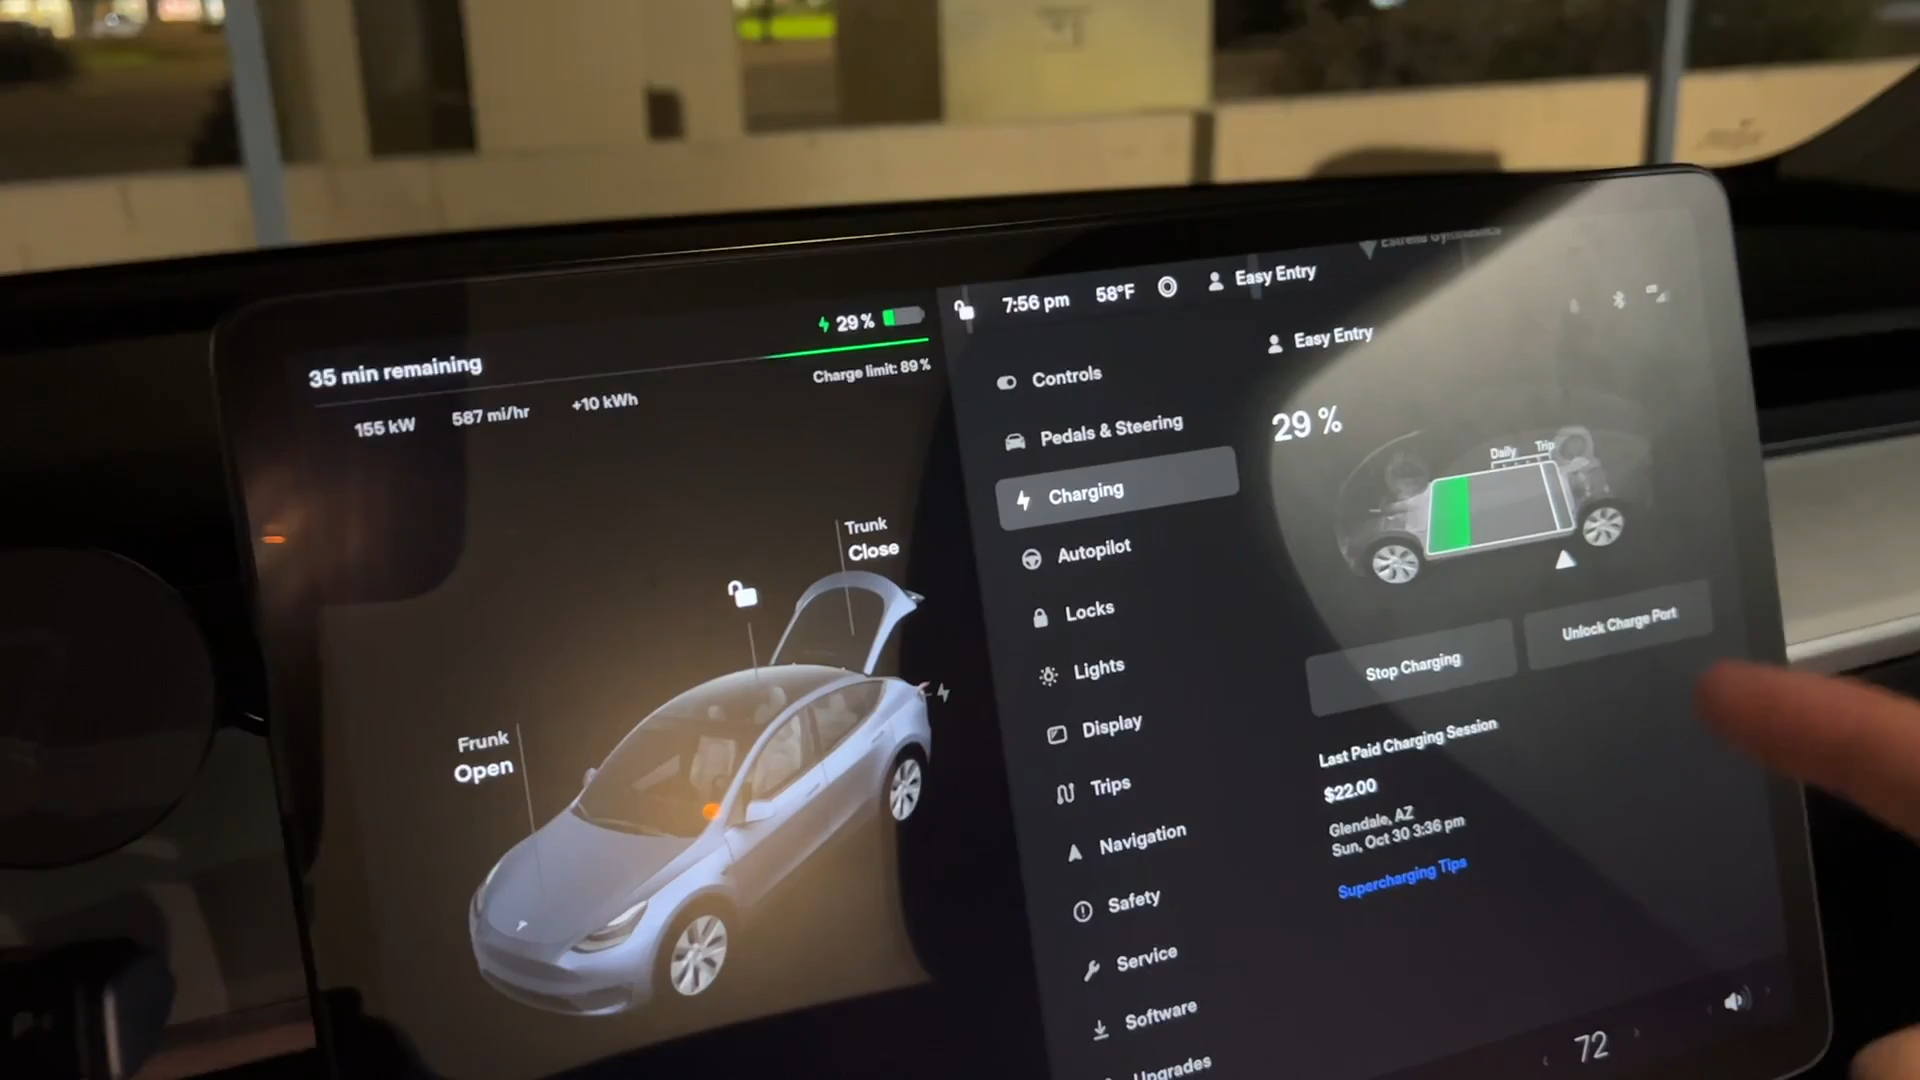 35 min remaining
29 %
Charge limit: 89 %
155 kW
587 mi/hr
+10 kWh
Trunk
Close
Frunk
Open
7:56 pm
58°F
Easy Entry
Controls
Pedals & Steering
Charging
Autopilot
Locks
Lights
Display
Trips
Navigation
Safety
Service
Software
Upgrades
Easy Entry
29 %
Daily
Trip
Stop Charging
Unlock Charge Port
Last Paid Charging Session
$22.00
Glendale, AZ
Sun, Oct 30 3:36 pm
Supercharging Tips
72